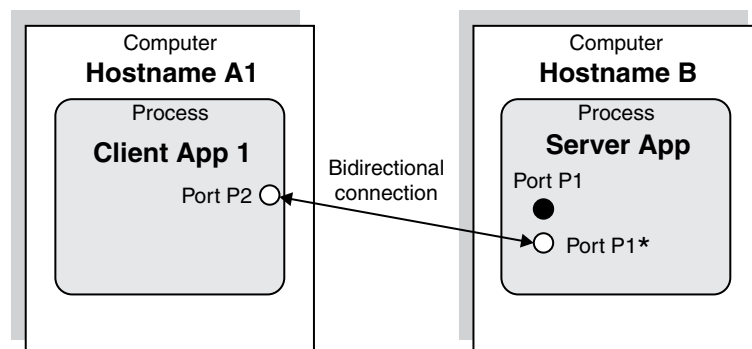 Computer
Hostname A1
Process
Client App 1
Port P2
Bidirectional
connection
Computer
Hostname B
Process
Server App
Port P1
Port P1*